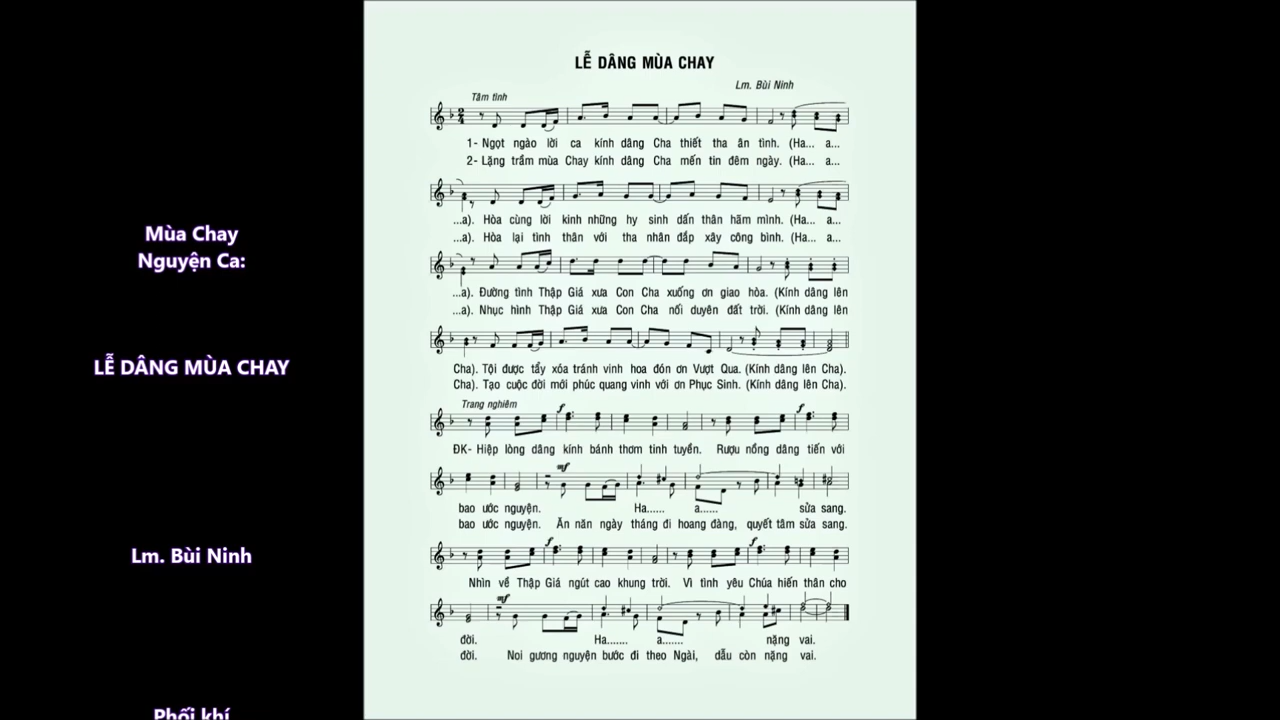 Mùa Chay
Nguyện Ca:
LỄ DÂNG MÙA CHAY
Lm. Bùi Ninh
Phối khí
LỄ DÂNG MÙA CHAY
Lm. Bùi Ninh
Tâm tình
1- Ngọt ngào lời ca kính dâng Cha thiết tha ân tình. (Ha... a...
2- Lặng trầm mùa Chay kính dâng Cha mến tin đêm ngày. (Ha... a...
...a). Hòa cùng lời kinh những hy sinh dấn thân hãm mình. (Ha... a...
...a). Hòa lại tình thân với tha nhân đắp xây công bình. (Ha... a...
...a). Đường tình Thập Giá xưa Con Cha xuống ơn giao hòa. (Kính dâng lên
...a). Nhục hình Thập Giá xưa Con Cha nối duyên đất trời. (Kính dâng lên
Cha). Tội được tẩy xóa tránh vinh hoa đón ơn Vượt Qua. (Kính dâng lên Cha).
Cha). Tạo cuộc đời mới phúc quang vinh với ơn Phục Sinh. (Kính dâng lên Cha).
Trang nghiêm
f
f
ĐK- Hiệp lòng dâng kính bánh thơm tinh tuyền. Rượu nồng dâng tiến với
mf
bao ước nguyện. Ha...... a...... sửa sang.
bao ước nguyện. Ăn năn ngày tháng đi hoang đàng, quyết tâm sửa sang.
f
f
Nhìn về Thập Giá ngút cao khung trời. Vì tình yêu Chúa hiến thân cho
mf
đời. Ha....... a....... nặng vai.
đời. Noi gương nguyện bước đi theo Ngài, dẫu còn nặng vai.